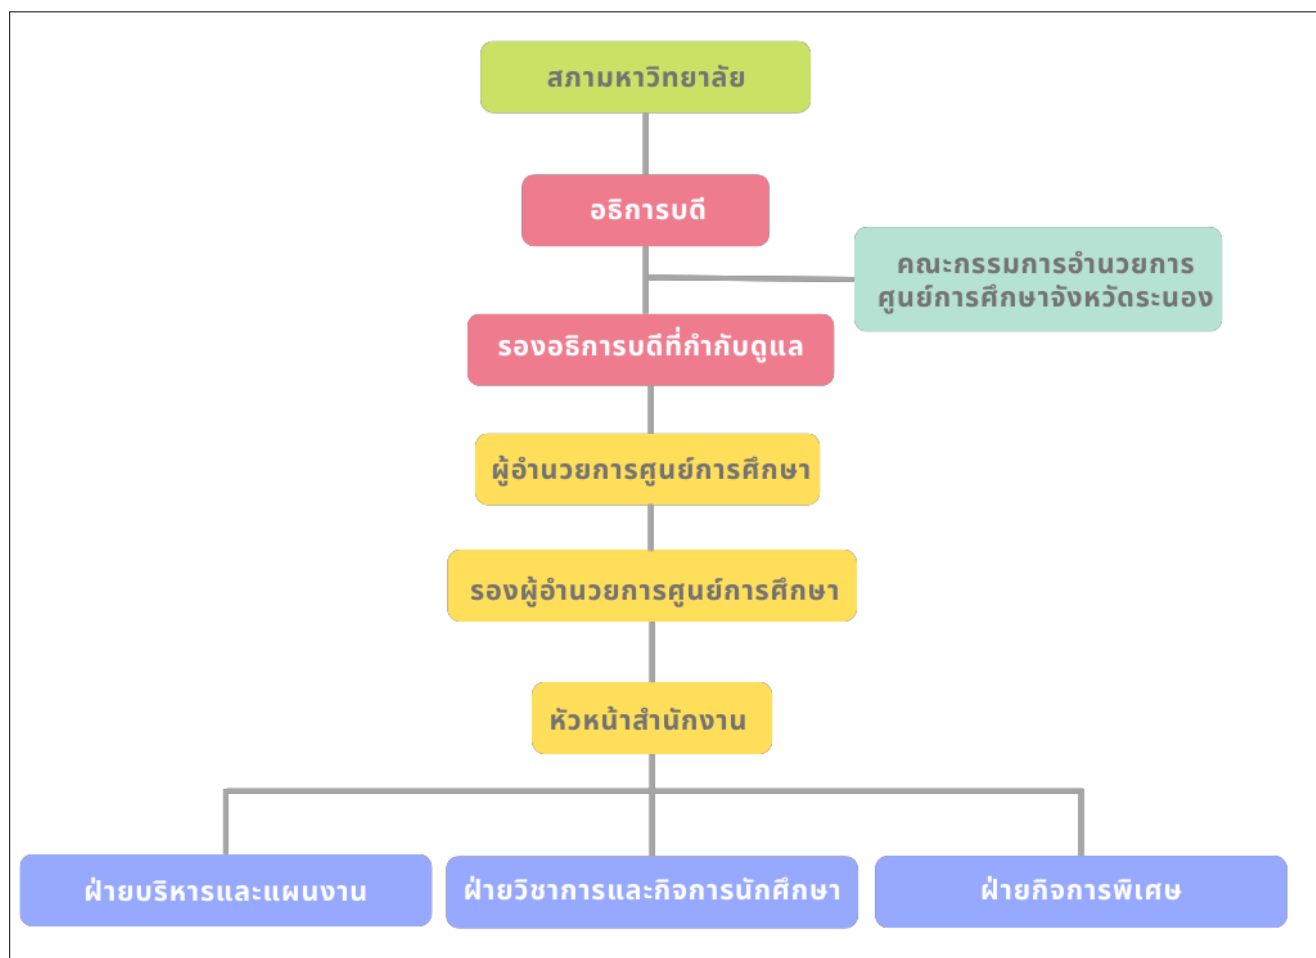 สภามหาวิทยาลัย
อธิการบดี
คณะกรรมการอำนวยการ
ศูนย์การศึกษาจังหวัดระนอง
รองอธิการบดีที่กำกับดูแล
ผู้อำนวยการศูนย์การศึกษา
รองผู้อำนวยการศูนย์การศึกษา
หัวหน้าสำนักงาน
ฝ่ายบริหารและแผนงาน
ฝ่ายวิชาการและกิจการนักศึกษา
ฝ่ายกิจการพิเศษ